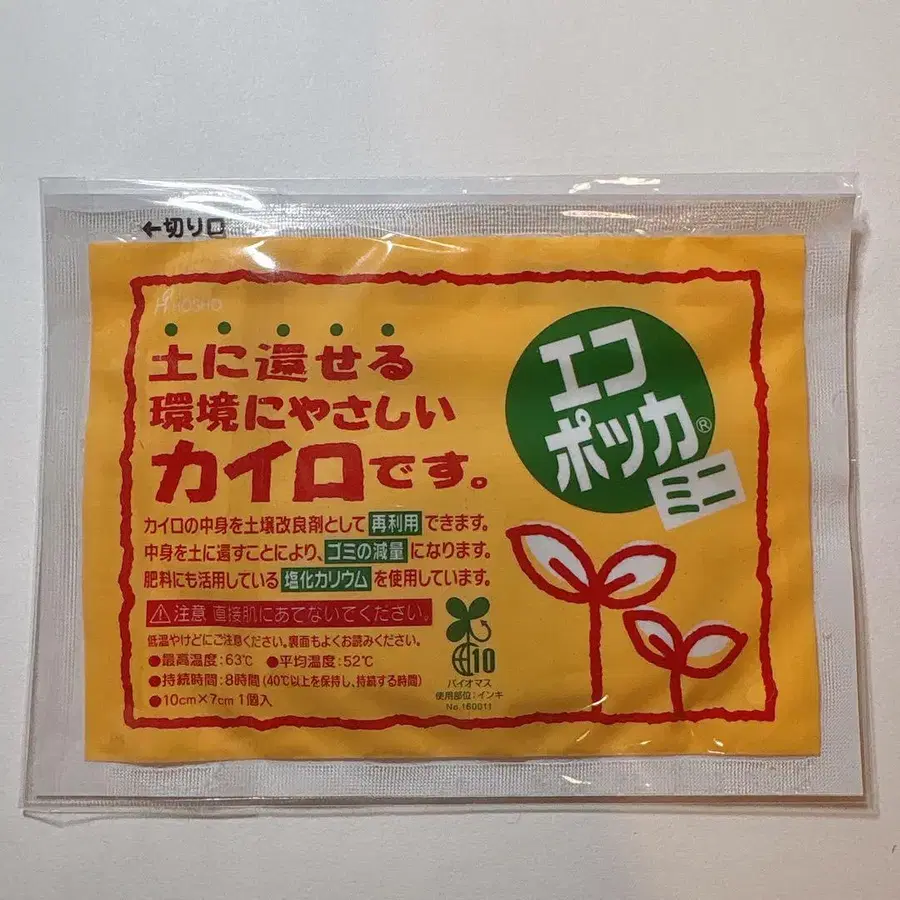 ←切り口
HOSHO
土に還せる
環境にやさしい
カイロです。
エコ
ポッカ®
ミニ
カイロの中身を土壌改良剤として 再利用 できます。
中身を土に還すことにより、ゴミの減量 になります。
肥料にも活用している 塩化カリウム を使用しています。
⚠注意 直接肌にあてないでください。
低温やけどにご注意ください。裏面もよくお読みください。
●最高温度:63℃ ●平均温度:52℃
●持続時間:8時間(40℃以上を保持し、持続する時間)
●10cm×7cm 1個入
10
バイオマス
使用部位:インキ
No.160011